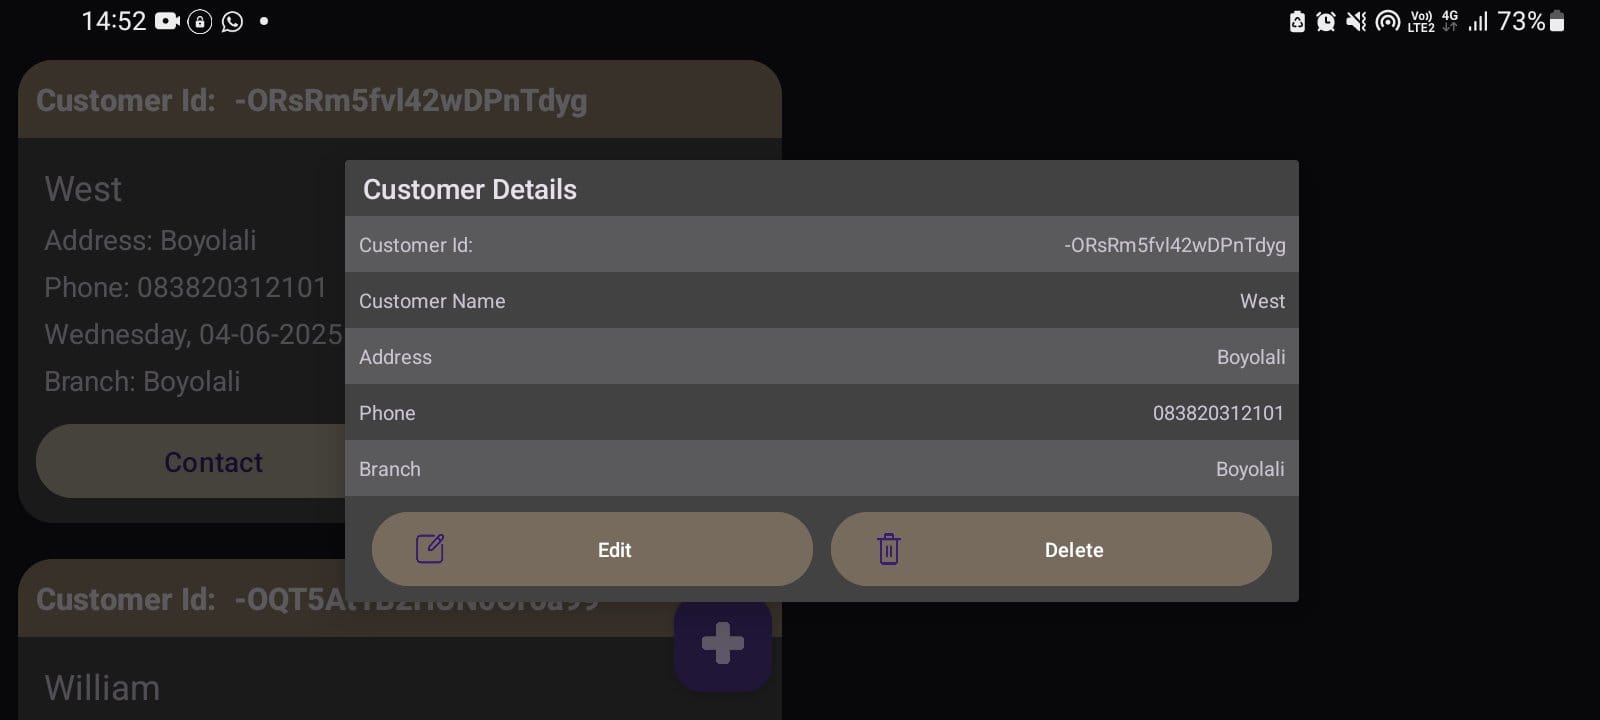 14:52
Vo)) LTE2 4G 73%
Customer Id: -ORsRm5fvl42wDPnTdyg
West
Address: Boyolali
Phone: 083820312101
Wednesday, 04-06-2025
Branch: Boyolali
Contact
Customer Details
Customer Id: -ORsRm5fvl42wDPnTdyg
Customer Name West
Address Boyolali
Phone 083820312101
Branch Boyolali
Edit Delete
Customer Id:
William